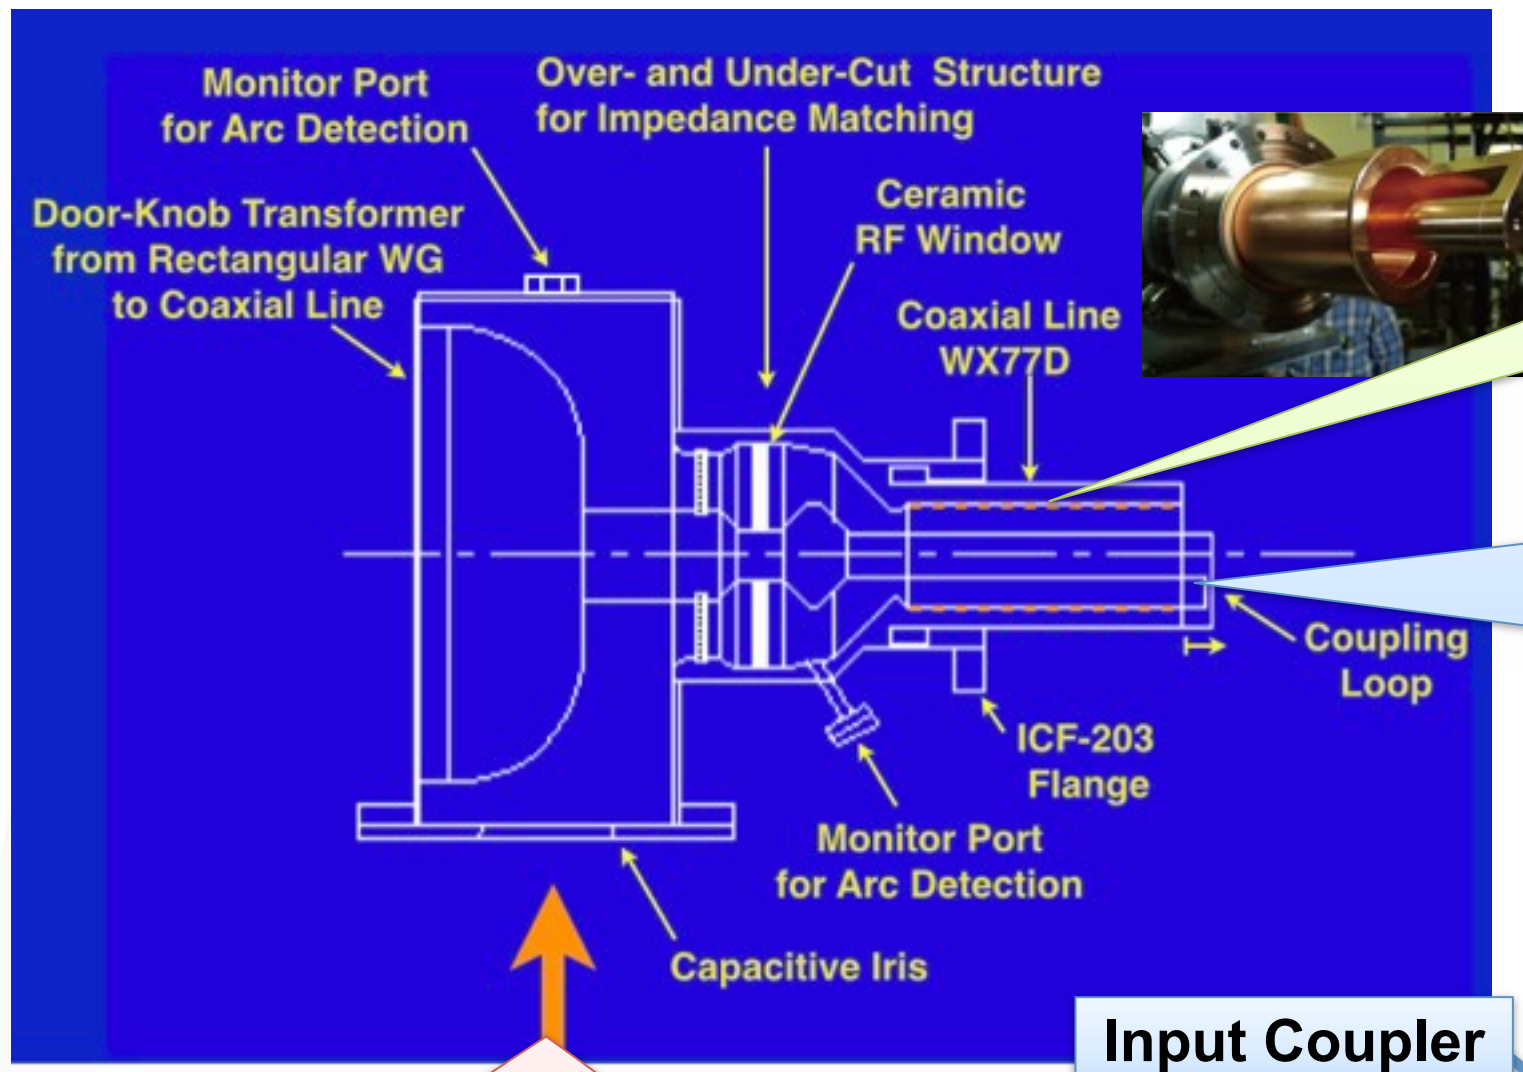 Monitor Port
for Arc Detection
Over- and Under-Cut Structure
for Impedance Matching
Door-Knob Transformer
from Rectangular WG
to Coaxial Line
Ceramic
RF Window
Coaxial Line
WX77D
Coupling
Loop
ICF-203
Flange
Monitor Port
for Arc Detection
Capacitive Iris
Input Coupler